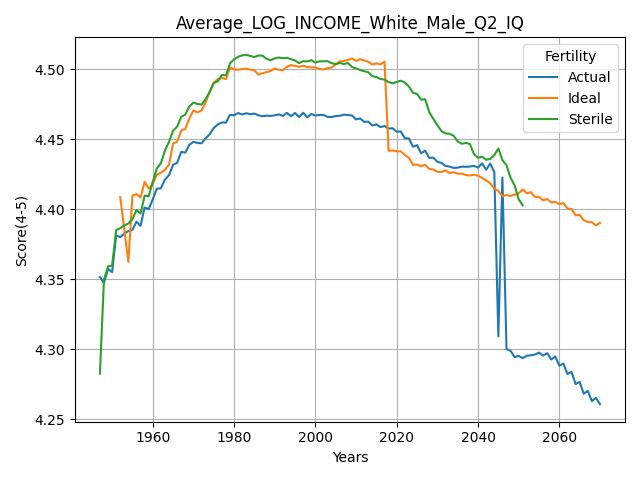 Average_LOG_INCOME_White_Male_Q2_IQ
Fertility
Actual
Ideal
Sterile
Score(4-5)
4.50
4.45
4.40
4.35
4.30
4.25
1960
1980
2000
2020
2040
2060
Years